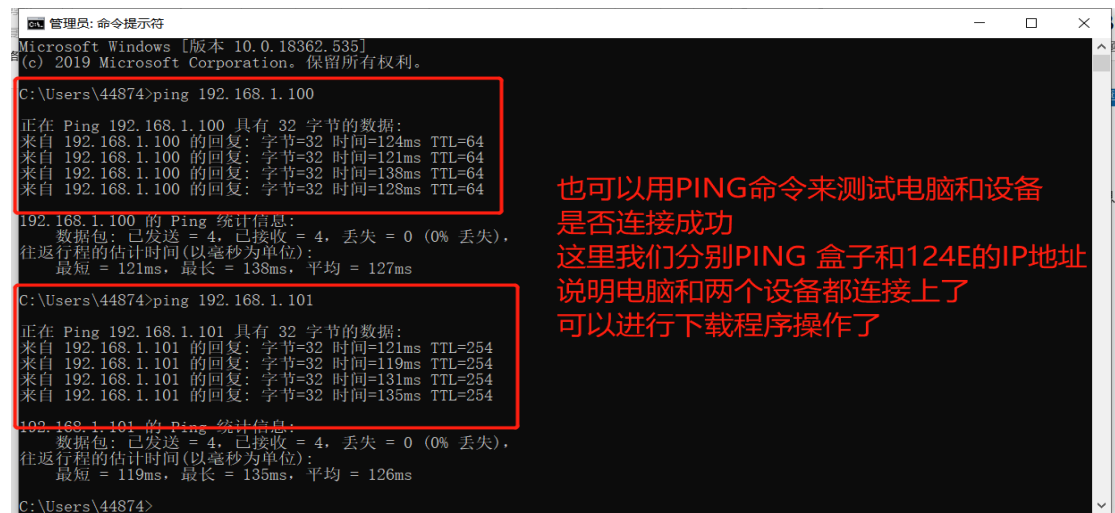 管理员: 命令提示符
Microsoft Windows [版本 10.0.18362.535]
(c) 2019 Microsoft Corporation。保留所有权利。
C:\Users\44874>ping 192.168.1.100
正在 Ping 192.168.1.100 具有 32 字节的数据:
来自 192.168.1.100 的回复: 字节=32 时间=124ms TTL=64
来自 192.168.1.100 的回复: 字节=32 时间=121ms TTL=64
来自 192.168.1.100 的回复: 字节=32 时间=138ms TTL=64
来自 192.168.1.100 的回复: 字节=32 时间=128ms TTL=64
192.168.1.100 的 Ping 统计信息:
数据包: 已发送 = 4，已接收 = 4，丢失 = 0 (0% 丢失)，
往返行程的估计时间(以毫秒为单位):
最短 = 121ms，最长 = 138ms，平均 = 127ms
C:\Users\44874>ping 192.168.1.101
正在 Ping 192.168.1.101 具有 32 字节的数据:
来自 192.168.1.101 的回复: 字节=32 时间=121ms TTL=254
来自 192.168.1.101 的回复: 字节=32 时间=119ms TTL=254
来自 192.168.1.101 的回复: 字节=32 时间=131ms TTL=254
来自 192.168.1.101 的回复: 字节=32 时间=135ms TTL=254
192.168.1.101 的 Ping 统计信息:
数据包: 已发送 = 4，已接收 = 4，丢失 = 0 (0% 丢失)，
往返行程的估计时间(以毫秒为单位):
最短 = 119ms，最长 = 135ms，平均 = 126ms
C:\Users\44874>
也可以用PING命令来测试电脑和设备
是否连接成功
这里我们分别PING 盒子和124E的IP地址
说明电脑和两个设备都连接上了
可以进行下载程序操作了